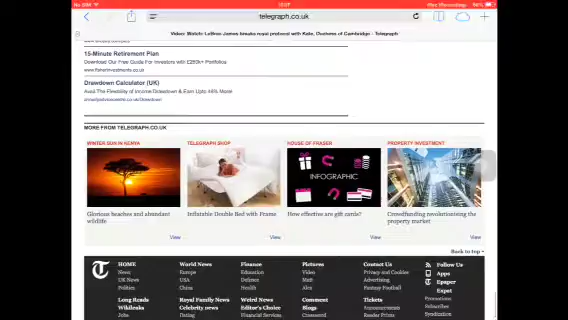 No SIM
telegraph.co.uk
Video: Watch: LeBron James breaks royal protocol with Kate, Duchess of Cambridge - Telegraph
15-Minute Retirement Plan
Download Our Free Guide For Investors with £250k+ Portfolios
www.fisherinvestments.co.uk
Drawdown Calculator (UK)
Avoid The Flexibility of Income Drawdown & Earn Upto 46% More!
MORE FROM TELEGRAPH.CO.UK
WINTER SUN IN KENYA TELEGRAPH SHOP HOUSE OF FRASER PROPERTY INVESTMENT
INFOGRAPHIC
Glorious beaches and abundant wildlife
Inflatable Double Bed with Frame
How effective are gift cards?
Crowdfunding revolutionising the property market
View View View View
Back to top
HOME World News Finance Pictures Contact Us Follow Us
News Europe Education Video Privacy and Cookies Apps
UK News USA Defence Matt Advertising Epaper
Politics China Health Alex Fantasy Football Expat
Promotions
Long Reads Royal Family News Weird News Comment Tickets Subscriber
Wikileaks Celebrity news Editor's Choice Blogs Announcements Syndication
Jobs Dating Financial Services Crossword Reader Prints